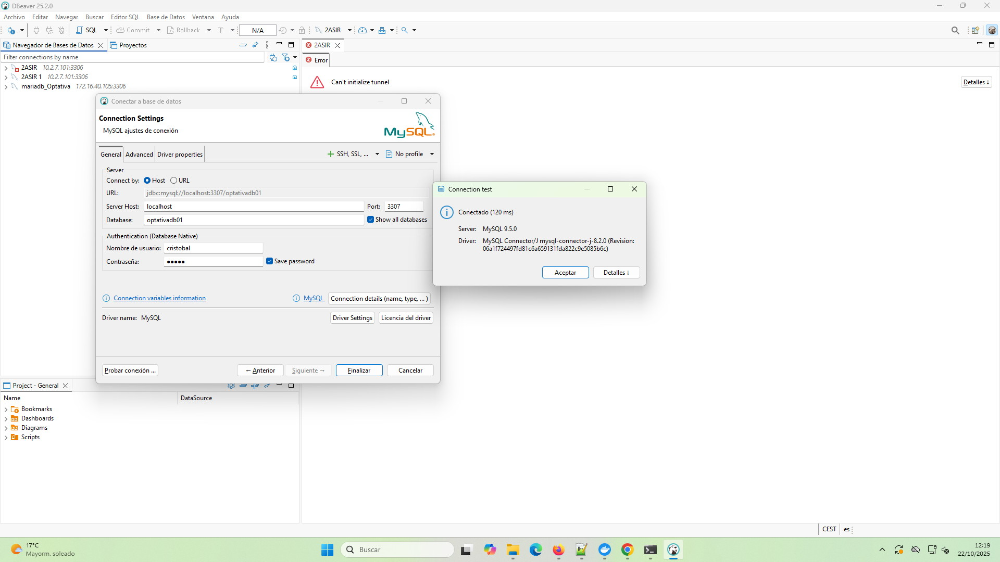 DBeaver 25.2.0
Archivo Editar Navegar Buscar Editor SQL Base de Datos Ventana Ayuda
SQL Commit Rollback T N/A 2ASIR
Navegador de Bases de Datos Proyectos
Filter connections by name
2ASIR 10.2.7.101:3306
2ASIR 1 10.2.7.101:3306
mariadb_Optativa 172.16.40.105:3306
2ASIR
Error
Can't initialize tunnel
Detalles ↓
Conectar a base de datos
Connection Settings
MySQL ajustes de conexión
MySQL
General Advanced Driver properties
SSH, SSL, ... No profile
Server
Connect by: Host URL
URL: jdbc:mysql://localhost:3307/optativadb01
Server Host: localhost Port: 3307
Database: optativadb01 Show all databases
Authentication (Database Native)
Nombre de usuario: cristobal
Contraseña: ••••• Save password
Connection variables information
MySQL Connection details (name, type, ... )
Driver name: MySQL
Driver Settings Licencia del driver
Probar conexión ... ← Anterior Siguiente → Finalizar Cancelar
Connection test
Conectado (120 ms)
Server: MySQL 9.5.0
Driver: MySQL Connector/J mysql-connector-j-8.2.0 (Revision:
06a1f724497fd81c6a659131fda822c9e5085b6c)
Aceptar Detalles ↓
Project - General
Name DataSource
Bookmarks
Dashboards
Diagrams
Scripts
CEST es
17°C
Mayorm. soleado
Buscar
12:19
22/10/2025